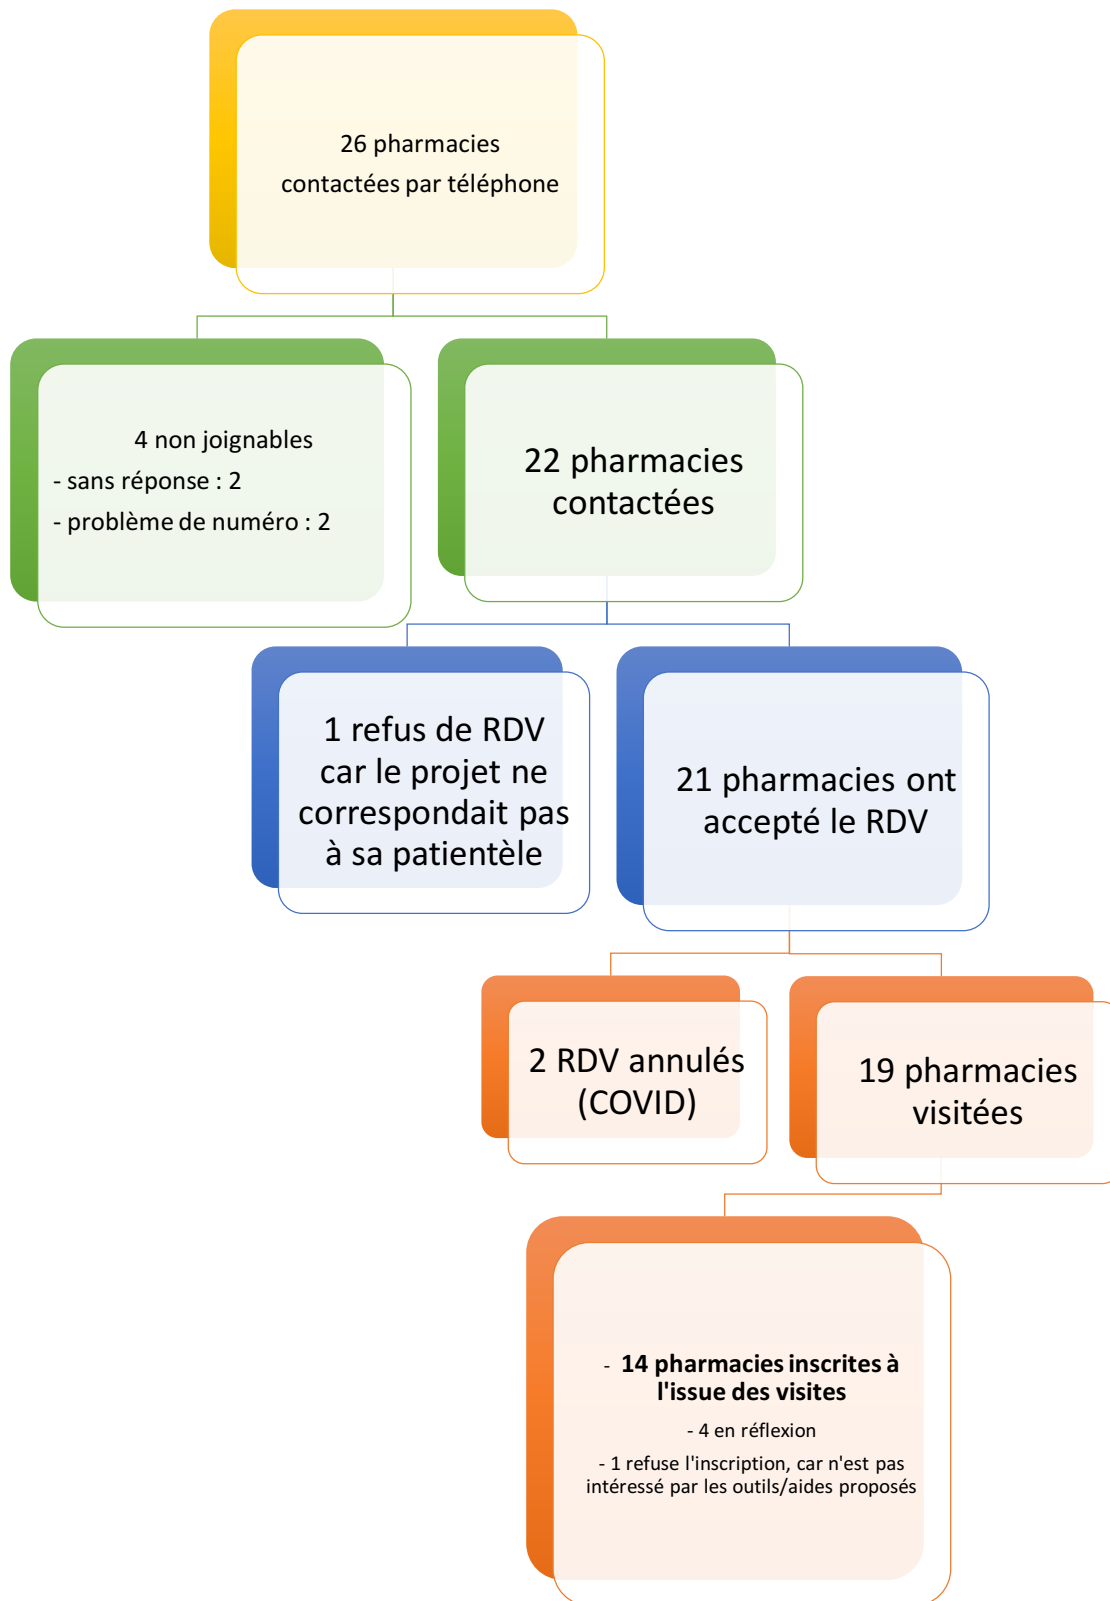 26 pharmacies
contactées par téléphone
4 non joignables
- sans réponse : 2
- problème de numéro : 2
22 pharmacies
contactées
1 refus de RDV
car le projet ne
correspondait pas
à sa patientèle
21 pharmacies ont
accepté le RDV
2 RDV annulés
(COVID)
19 pharmacies
visitées
- 14 pharmacies inscrites à
l'issue des visites
- 4 en réflexion
- 1 refuse l'inscription, car n'est pas
intéressé par les outils/aides proposés